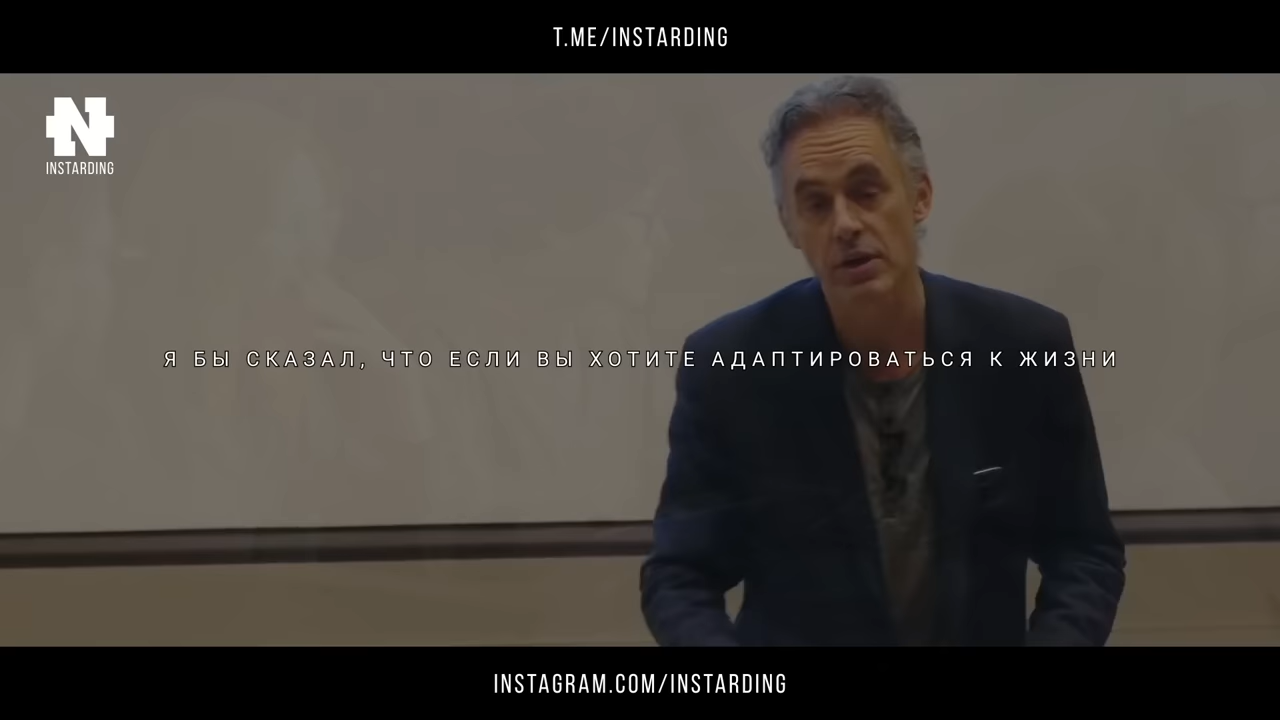 T.ME/INSTARDING
N
INSTARDING
Я БЫ СКАЗАЛ, ЧТО ЕСЛИ ВЫ ХОТИТЕ АДАПТИРОВАТЬСЯ К ЖИЗНИ
INSTAGRAM.COM/INSTARDING